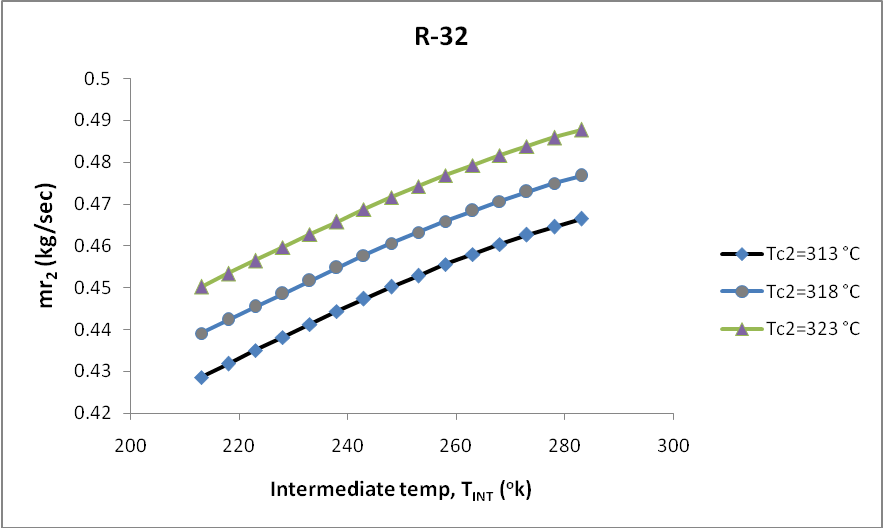 R-32
0.5
0.49
0.48
0.47
0.46
0.45
0.44
0.43
0.42
mr₂ (kg/sec)
200 220 240 260 280 300
Intermediate temp, T_INT (ᵒk)
Tc2=313 °C
Tc2=318 °C
Tc2=323 °C